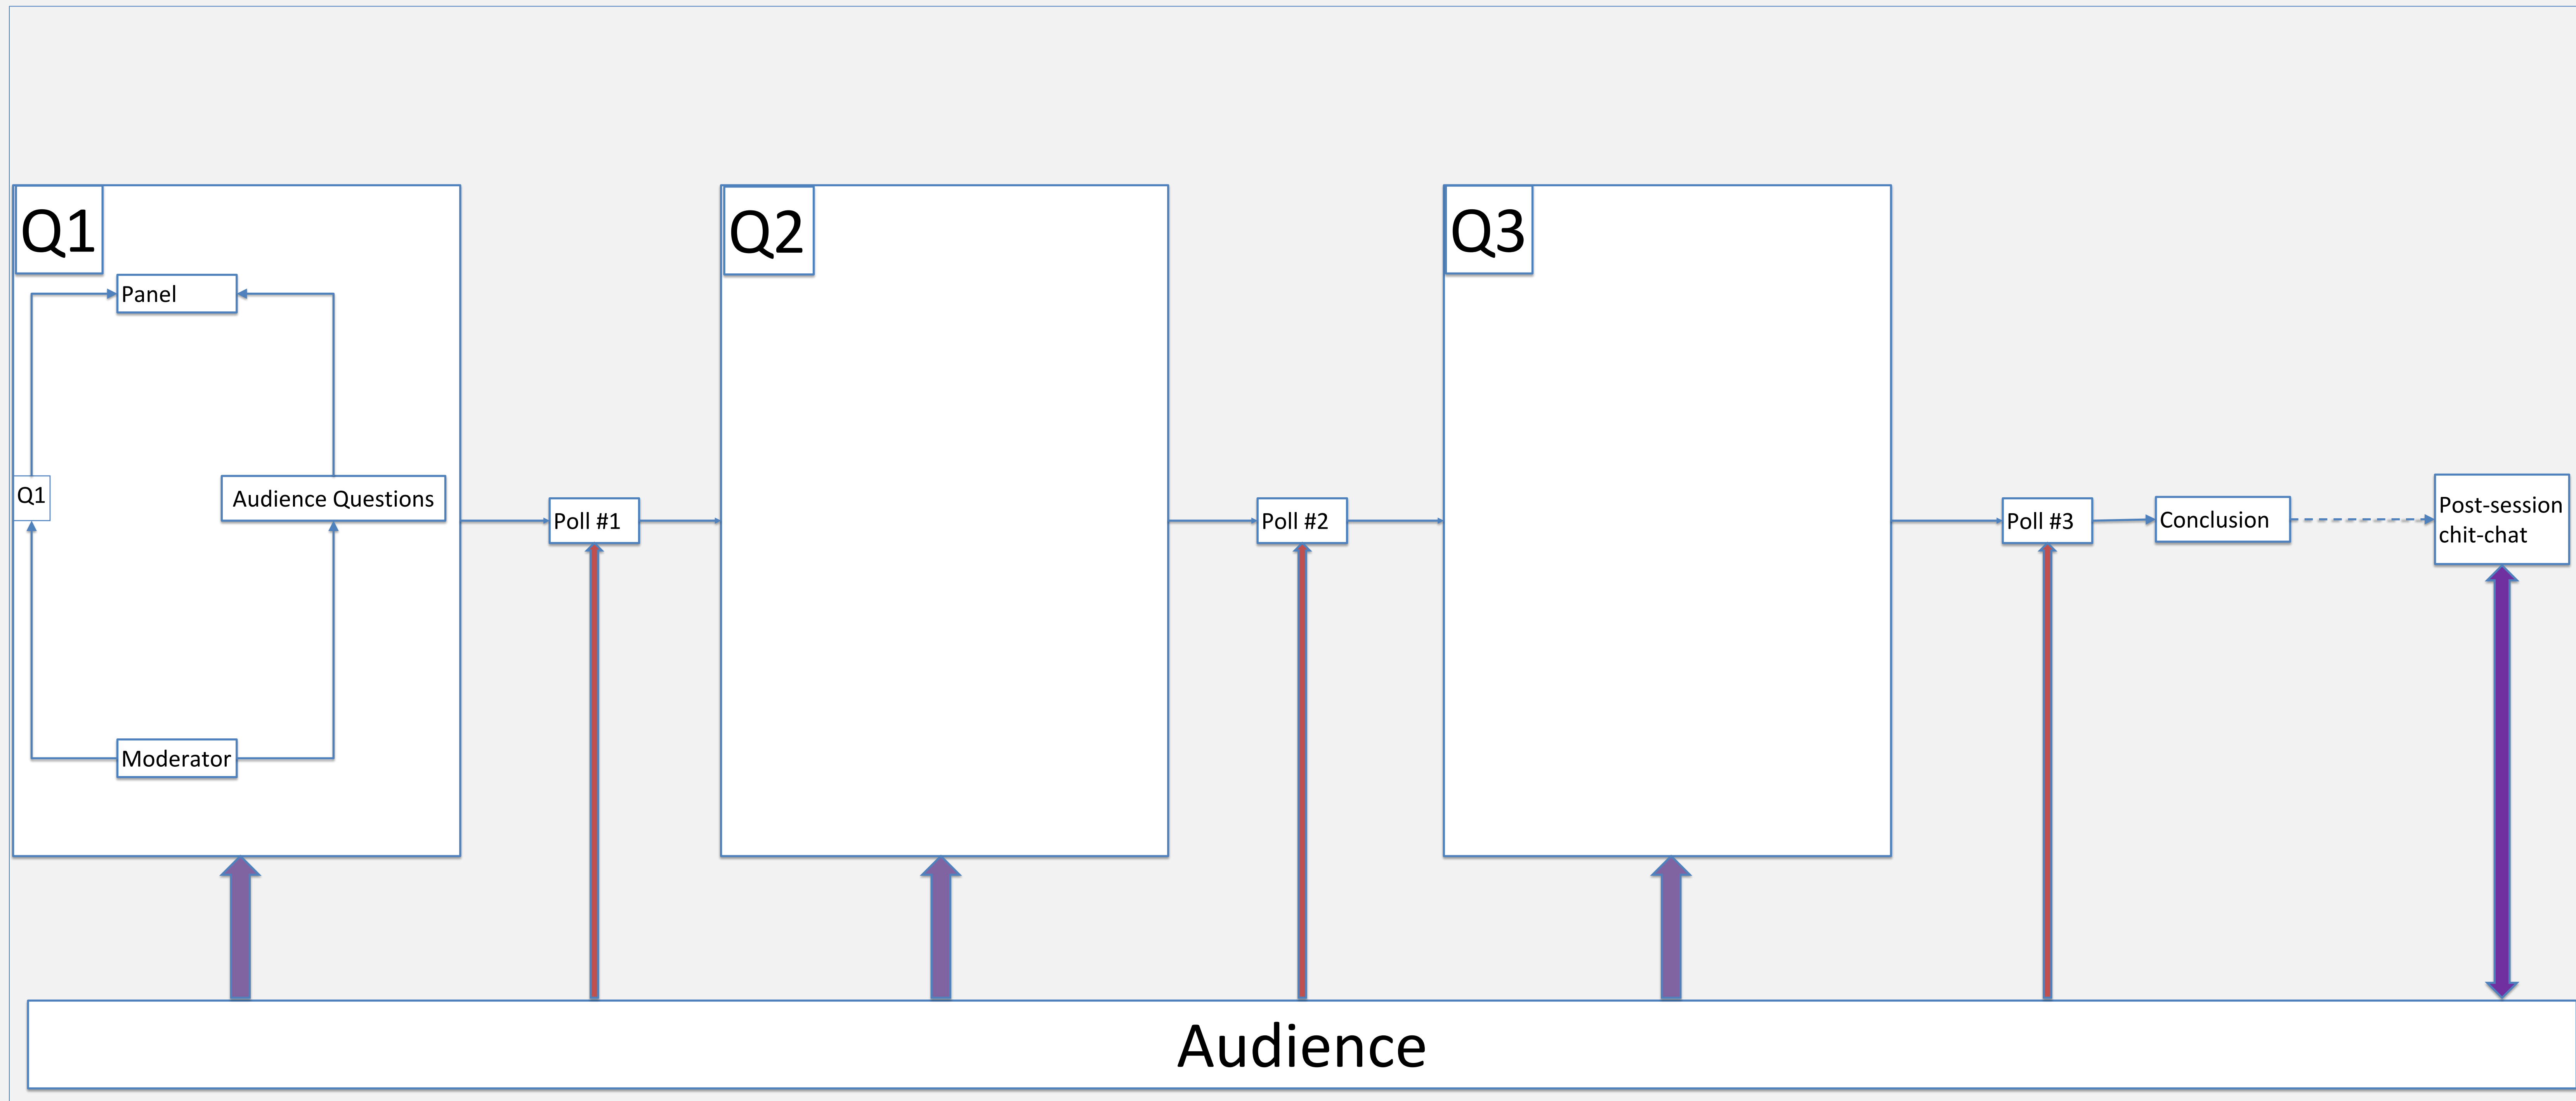 Q1
Panel
Q1
Audience Questions
Moderator
Poll #1
Q2
Poll #2
Q3
Poll #3
Conclusion
Post-session
chit-chat
Audience